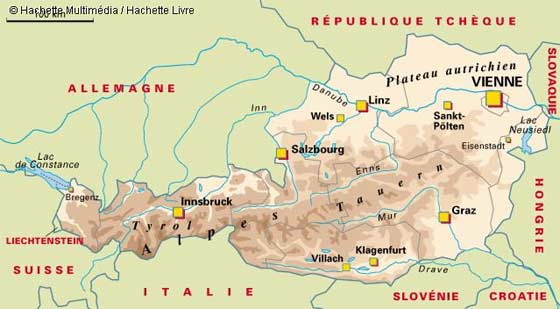 © Hachette Multimédia / Hachette Livre
100 km
RÉPUBLIQUE TCHÈQUE
ALLEMAGNE
Plateau autrichien
SLOVAQUIE
VIENNE
Danube
Linz
Inn
Wels
Sankt-
Pölten
Lac
Neusiedl
Eisenstadt
Salzbourg
Lac
de Constance
Enns
Bregenz
Innsbruck
Tauern
HONGRIE
Tyrol
Mur
Graz
Alpes
LIECHTENSTEIN
SUISSE
Klagenfurt
Villach
Drave
ITALIE
SLOVÉNIE
CROATIE